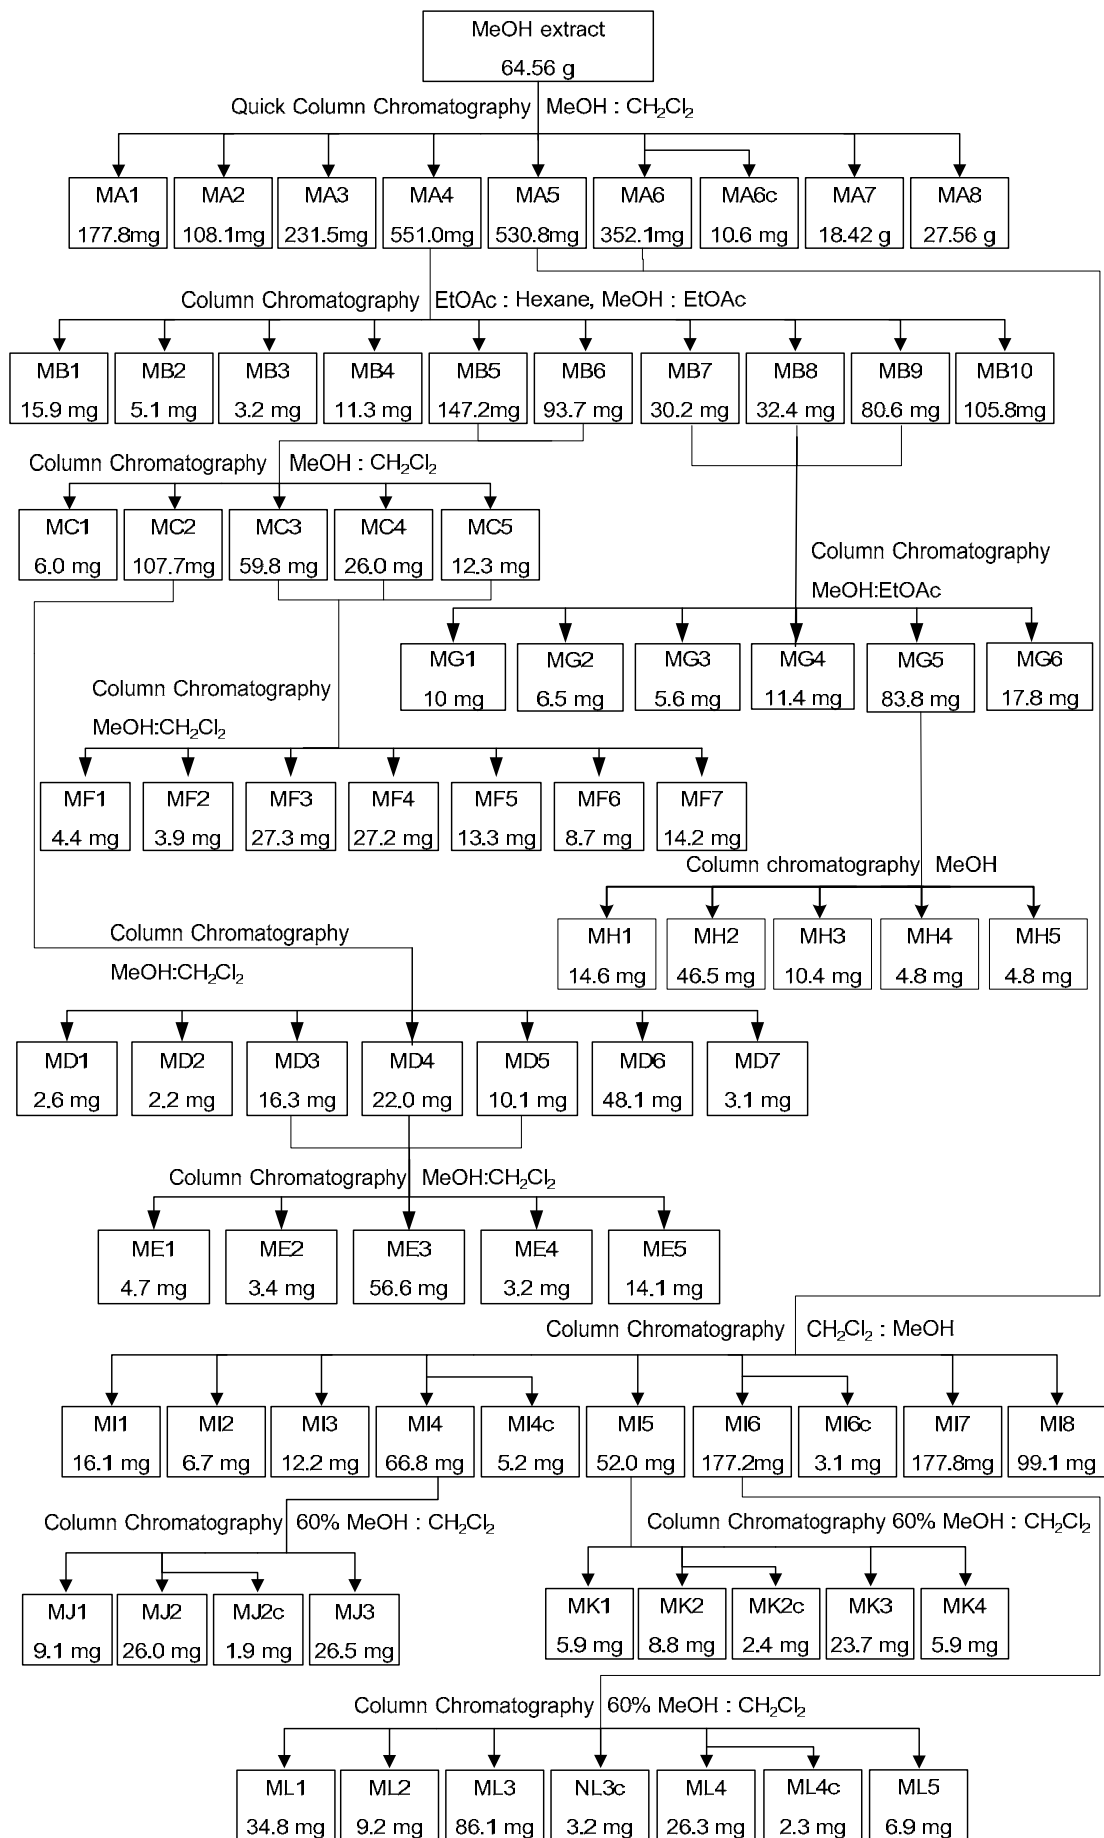 MeOH extract
64.56 g
Quick Column Chromatography MeOH : CH₂Cl₂
MA1 MA2 MA3 MA4 MA5 MA6 MA6c MA7 MA8
177.8mg 108.1mg 231.5mg 551.0mg 530.8mg 352.1mg 10.6 mg 18.42 g 27.56 g
Column Chromatography EtOAc : Hexane, MeOH : EtOAc
MB1 MB2 MB3 MB4 MB5 MB6 MB7 MB8 MB9 MB10
15.9 mg 5.1 mg 3.2 mg 11.3 mg 147.2mg 93.7 mg 30.2 mg 32.4 mg 80.6 mg 105.8mg
Column Chromatography MeOH : CH₂Cl₂
MC1 MC2 MC3 MC4 MC5
6.0 mg 107.7mg 59.8 mg 26.0 mg 12.3 mg
Column Chromatography
MeOH:EtOAc
MG1 MG2 MG3 MG4 MG5 MG6
10 mg 6.5 mg 5.6 mg 11.4 mg 83.8 mg 17.8 mg
Column Chromatography
MeOH:CH₂Cl₂
MF1 MF2 MF3 MF4 MF5 MF6 MF7
4.4 mg 3.9 mg 27.3 mg 27.2 mg 13.3 mg 8.7 mg 14.2 mg
Column chromatography MeOH
MH1 MH2 MH3 MH4 MH5
14.6 mg 46.5 mg 10.4 mg 4.8 mg 4.8 mg
Column Chromatography
MeOH:CH₂Cl₂
MD1 MD2 MD3 MD4 MD5 MD6 MD7
2.6 mg 2.2 mg 16.3 mg 22.0 mg 10.1 mg 48.1 mg 3.1 mg
Column Chromatography MeOH:CH₂Cl₂
ME1 ME2 ME3 ME4 ME5
4.7 mg 3.4 mg 56.6 mg 3.2 mg 14.1 mg
Column Chromatography CH₂Cl₂ : MeOH
MI1 MI2 MI3 MI4 MI4c MI5 MI6 MI6c MI7 MI8
16.1 mg 6.7 mg 12.2 mg 66.8 mg 5.2 mg 52.0 mg 177.2mg 3.1 mg 177.8mg 99.1 mg
Column Chromatography 60% MeOH : CH₂Cl₂
Column Chromatography 60% MeOH : CH₂Cl₂
MJ1 MJ2 MJ2c MJ3
9.1 mg 26.0 mg 1.9 mg 26.5 mg
MK1 MK2 MK2c MK3 MK4
5.9 mg 8.8 mg 2.4 mg 23.7 mg 5.9 mg
Column Chromatography 60% MeOH : CH₂Cl₂
ML1 ML2 ML3 NL3c ML4 ML4c ML5
34.8 mg 9.2 mg 86.1 mg 3.2 mg 26.3 mg 2.3 mg 6.9 mg